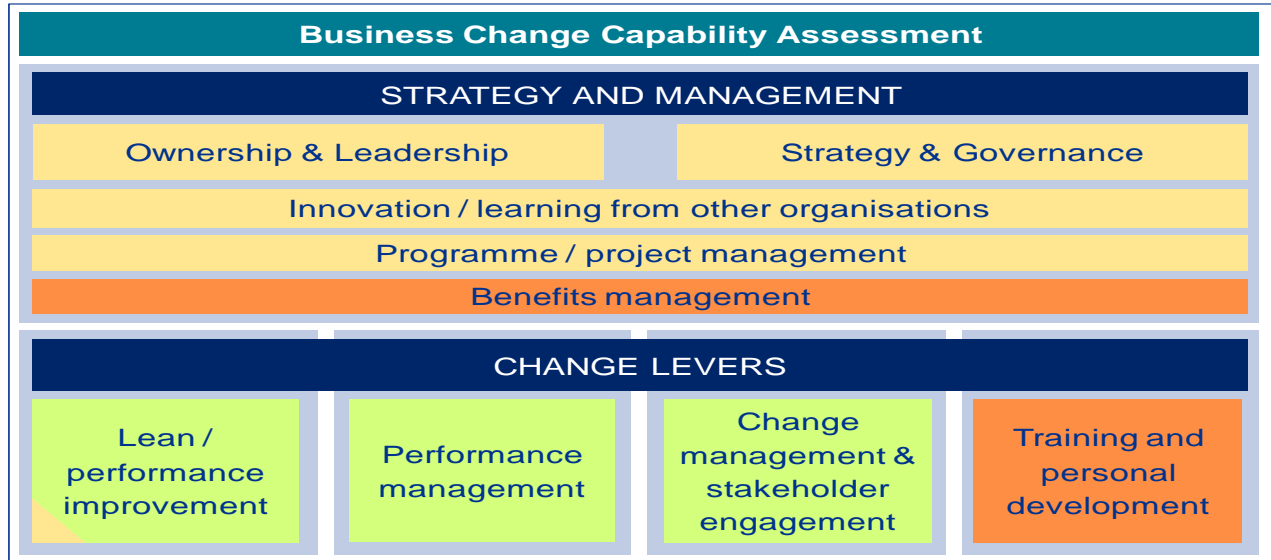 Business Change Capability Assessment
STRATEGY AND MANAGEMENT
Ownership & Leadership
Strategy & Governance
Innovation / learning from other organisations
Programme / project management
Benefits management
CHANGE LEVERS
Lean /
performance
improvement
Performance
management
Change
management &
stakeholder
engagement
Training and
personal
development